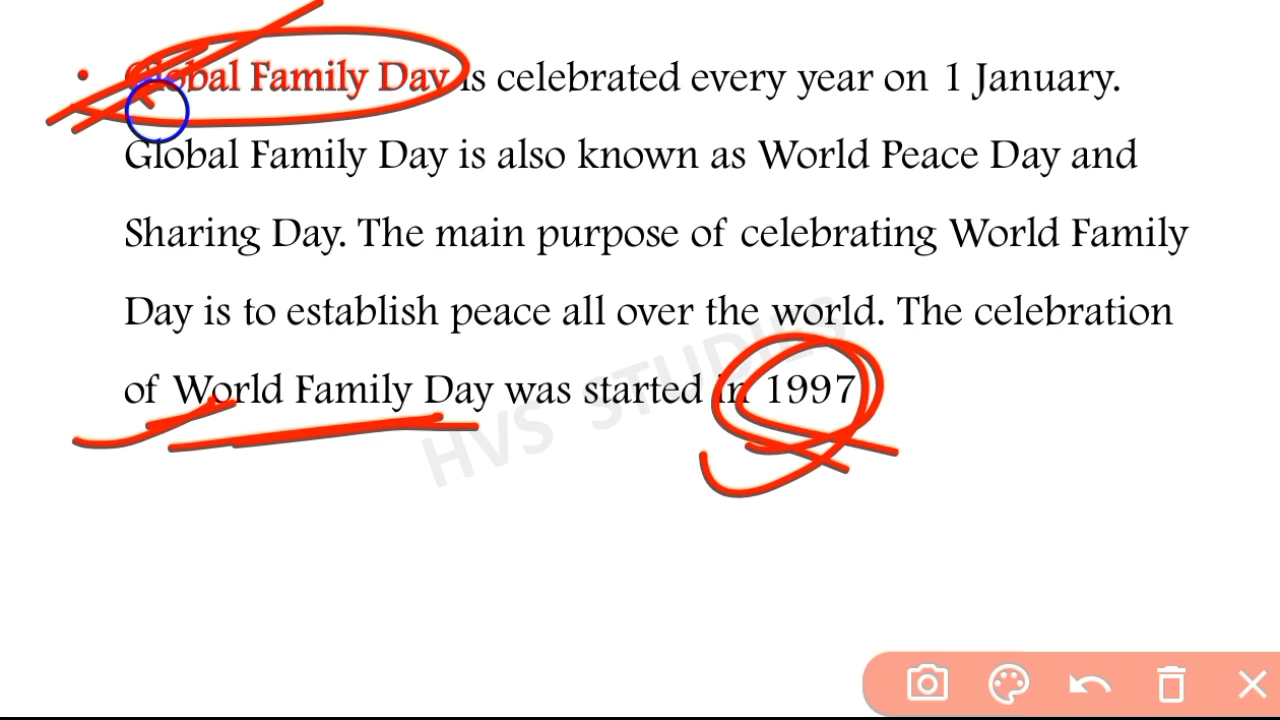 • Global Family Day is celebrated every year on 1 January.
Global Family Day is also known as World Peace Day and
Sharing Day. The main purpose of celebrating World Family
Day is to establish peace all over the world. The celebration
of World Family Day was started in 1997
HVS STUDIES